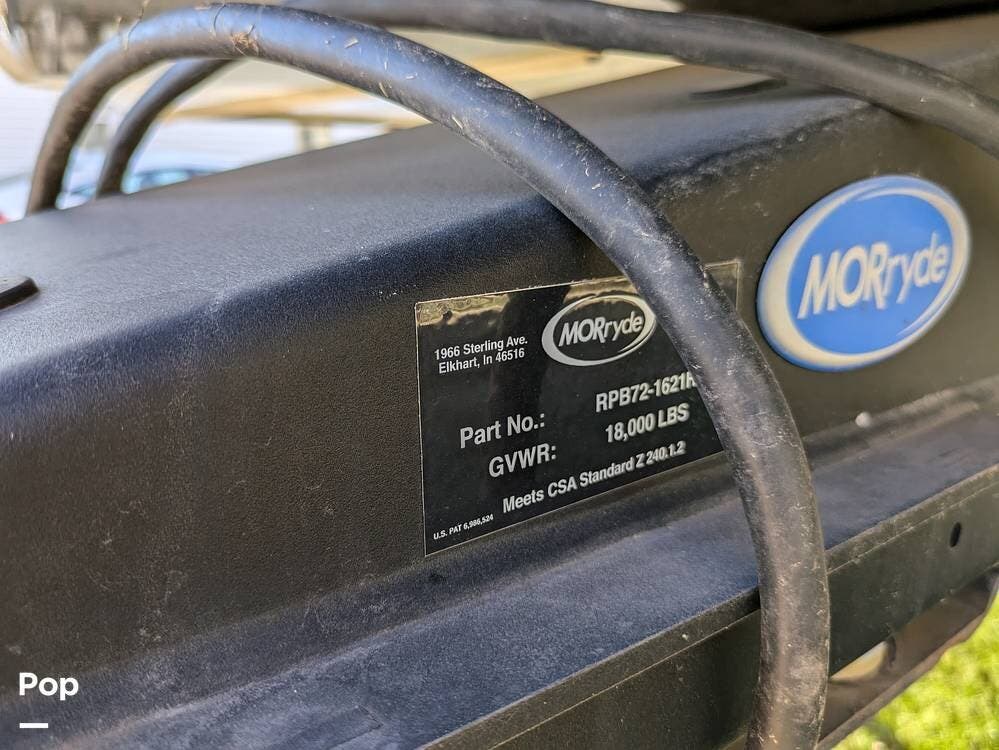 MORryde
1966 Sterling Ave.
Elkhart, In 46516
MORryde
Part No.: RPB72-1621
GVWR: 18,000 LBS
Meets CSA Standard Z 240.1.2
U.S. PAT 6,986,524
Pop